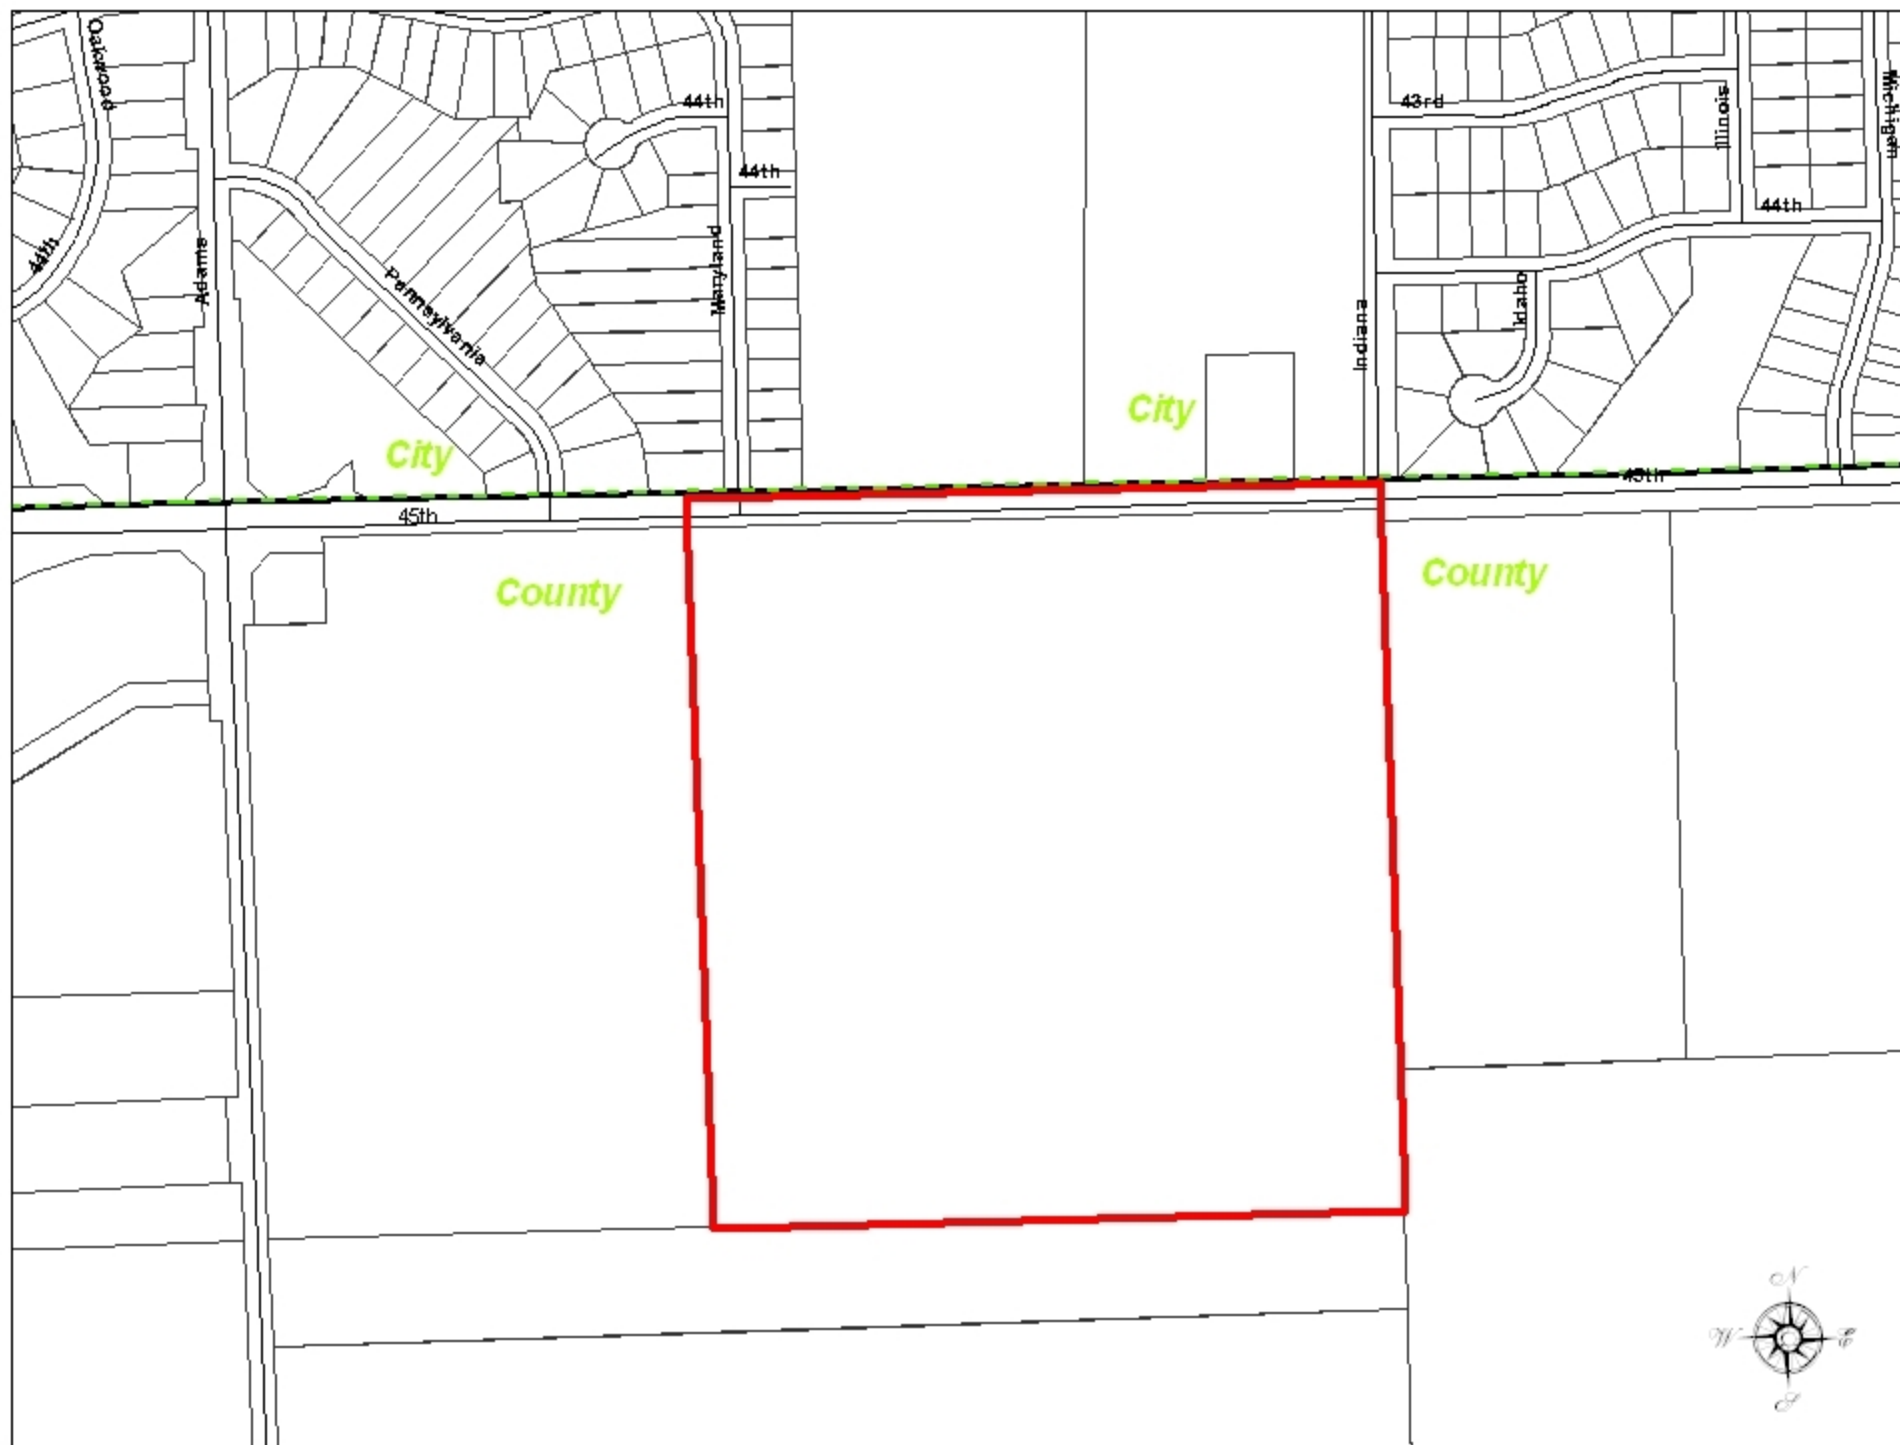 Oakwood
44th
43rd
Illinois
Michigan
44th
44th
44th
Adams
Maryland
Pennsylvania
Indiana
Idaho
City
City
45th
45th
County
County
N
W
E
S